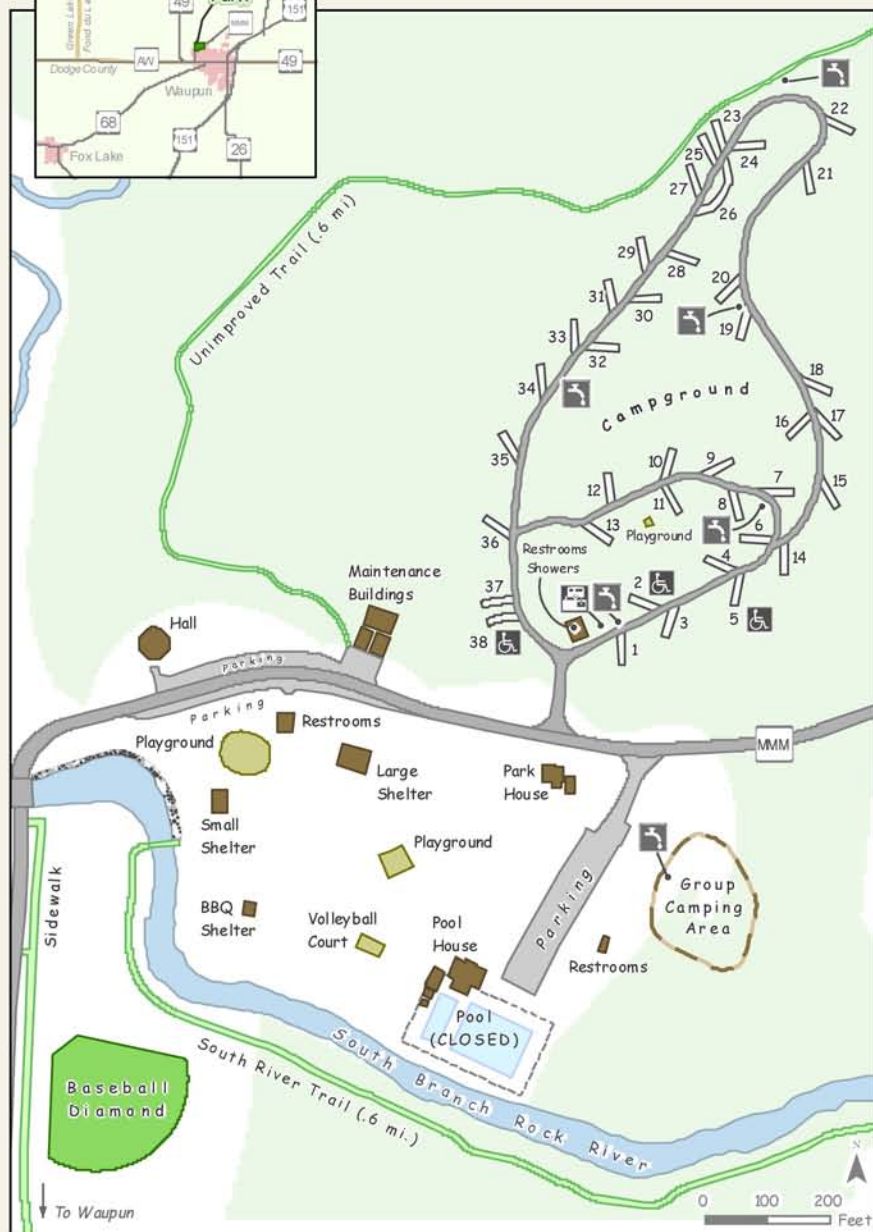 49
Park
151
MMM
Green Lake
Fond du Lac
Dodge County
AW
49
Waupun
68
151
26
Fox Lake
22
23
25
24
27
21
26
29
28
20
31
30
19
33
32
18
34
Campground
16
17
35
10
9
7
15
12
11
8
6
13
Playground
36
Restrooms
Showers
4
14
2
37
3
5
38
1
Unimproved Trail (.6 mi)
Maintenance
Buildings
Hall
Parking
Parking
Restrooms
Playground
MMM
Large
Shelter
Park
House
Small
Shelter
Playground
Parking
Group
Camping
Area
Sidewalk
BBQ
Shelter
Volleyball
Court
Pool
House
Restrooms
Pool
(CLOSED)
South Branch Rock River
South River Trail (.6 mi.)
Baseball
Diamond
N
0 100 200
Feet
To Waupun